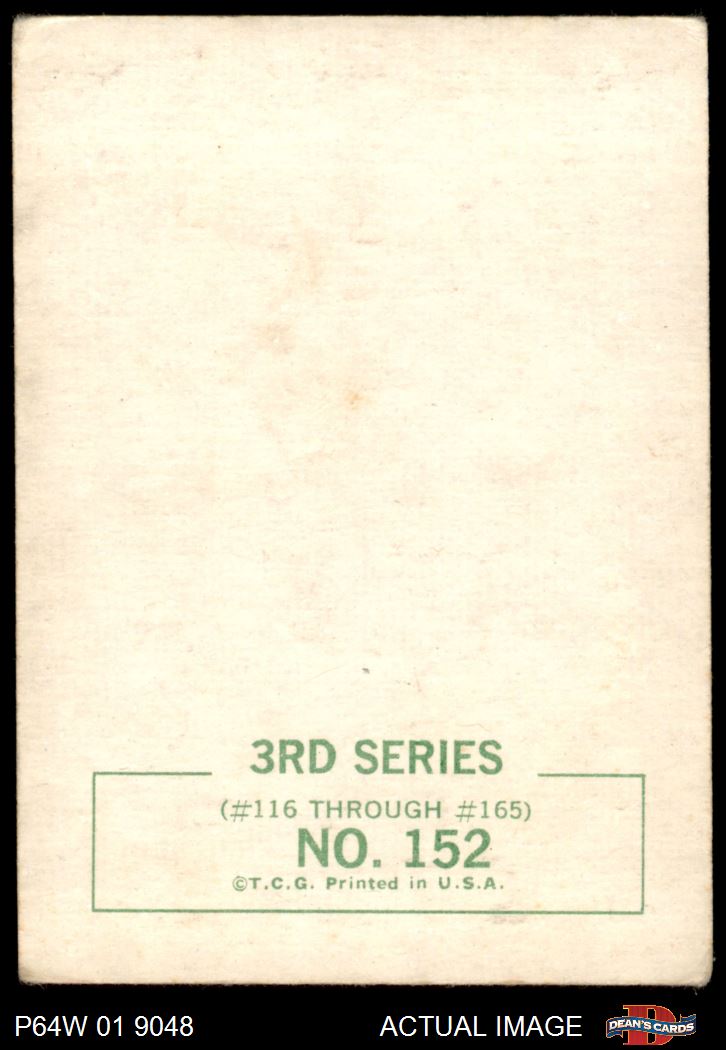 3RD SERIES
(#116 THROUGH #165)
NO. 152
©T.C.G. Printed in U.S.A.
P64W 01 9048
ACTUAL IMAGE
DEAN'S CARDS